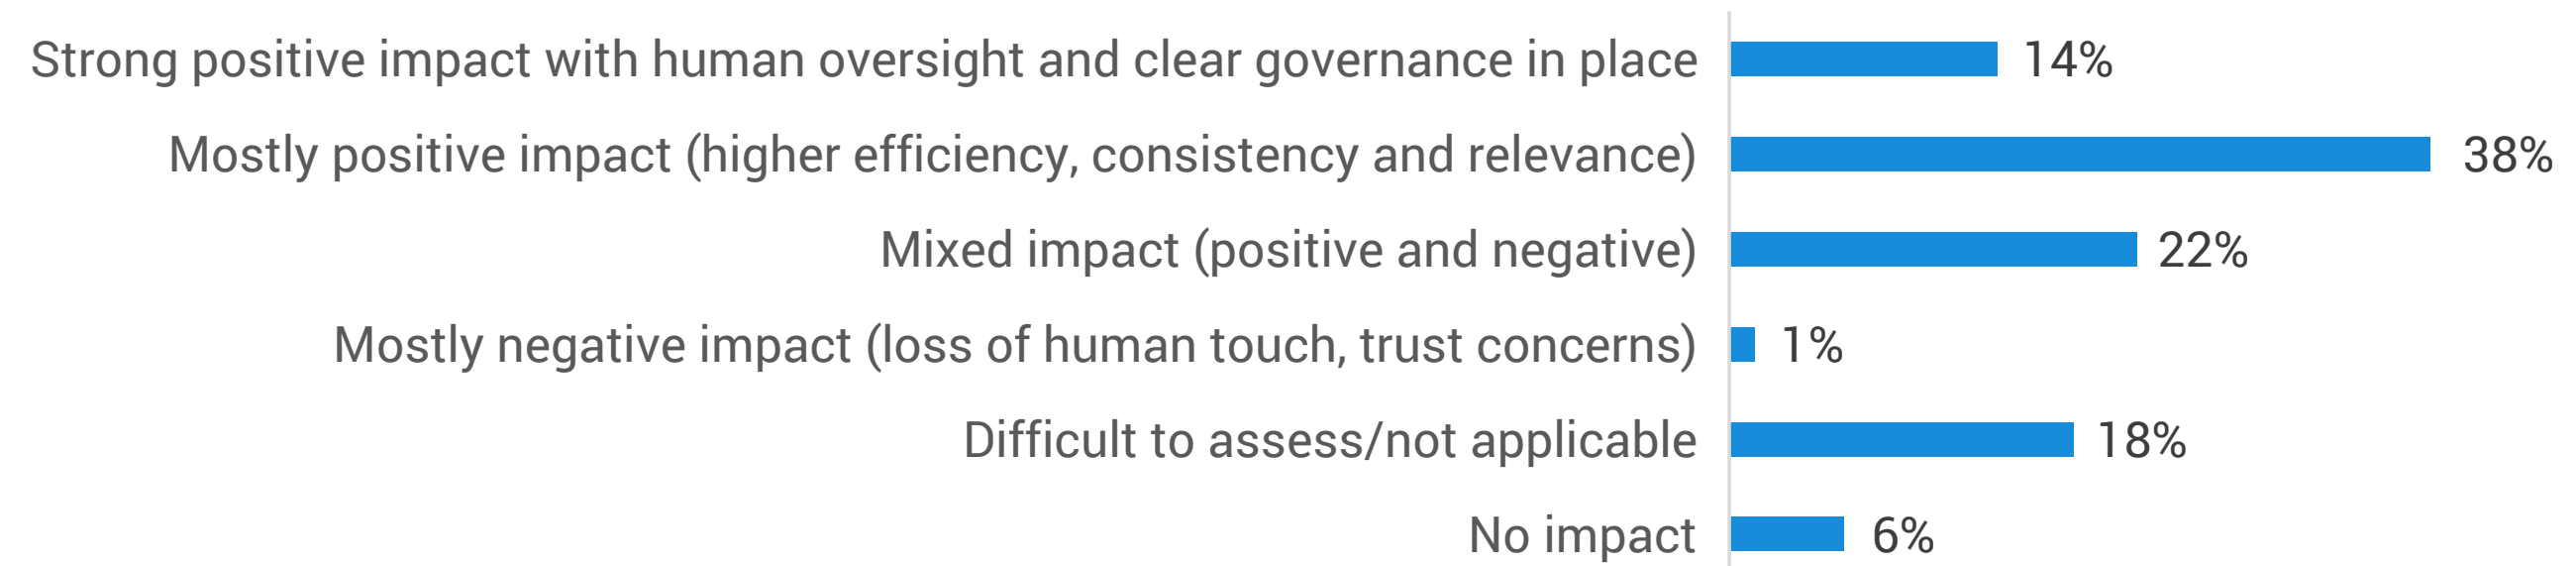 Strong positive impact with human oversight and clear governance in place 14%
Mostly positive impact (higher efficiency, consistency and relevance) 38%
Mixed impact (positive and negative) 22%
Mostly negative impact (loss of human touch, trust concerns) 1%
Difficult to assess/not applicable 18%
No impact 6%